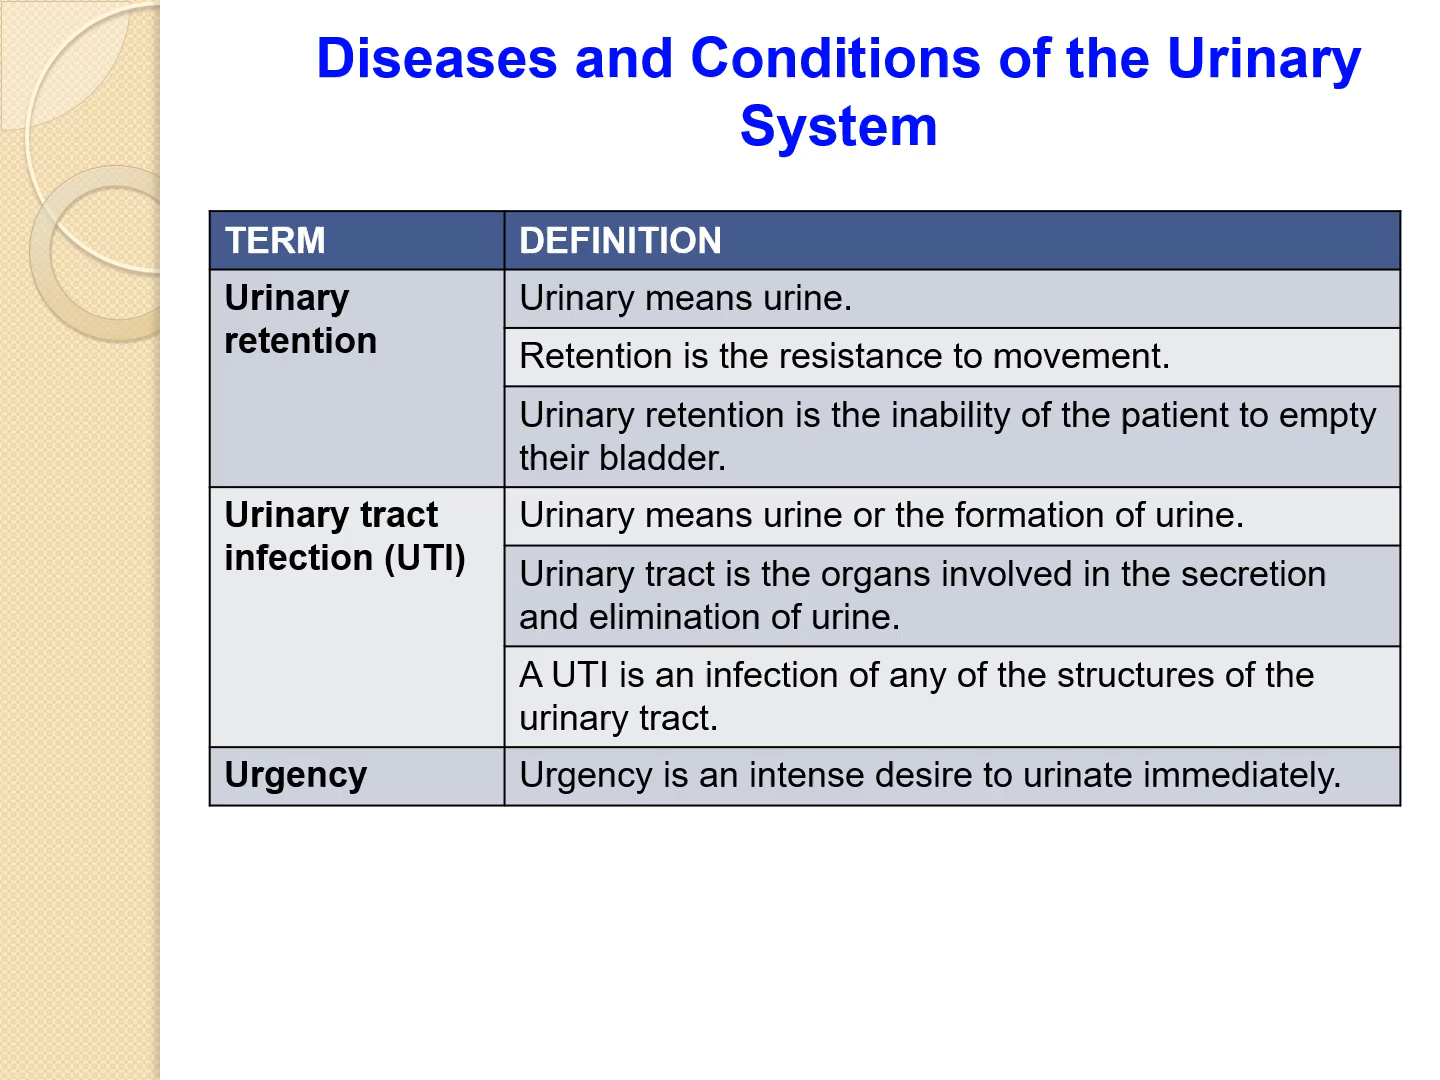 Diseases and Conditions of the Urinary
System
TERM
DEFINITION
Urinary
retention
Urinary means urine.
Retention is the resistance to movement.
Urinary retention is the inability of the patient to empty
their bladder.
Urinary tract
infection (UTI)
Urinary means urine or the formation of urine.
Urinary tract is the organs involved in the secretion
and elimination of urine.
A UTI is an infection of any of the structures of the
urinary tract.
Urgency
Urgency is an intense desire to urinate immediately.